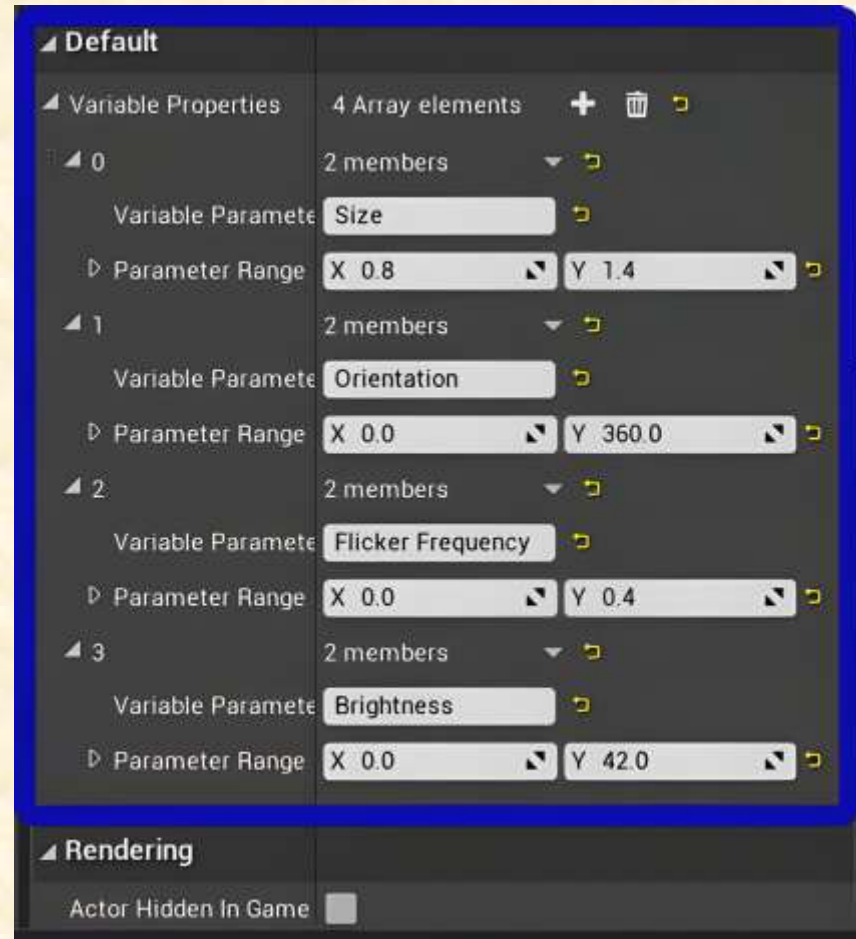 Default
Variable Properties 4 Array elements
0 2 members
Variable Paramete Size
Parameter Range X 0.8 Y 1.4
1 2 members
Variable Paramete Orientation
Parameter Range X 0.0 Y 360.0
2 2 members
Variable Paramete Flicker Frequency
Parameter Range X 0.0 Y 0.4
3 2 members
Variable Paramete Brightness
Parameter Range X 0.0 Y 42.0
Rendering
Actor Hidden In Game